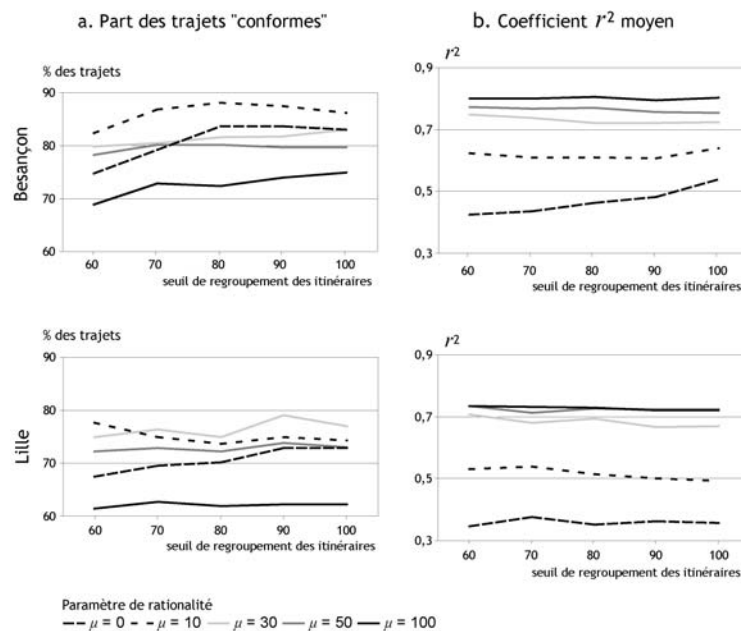 a. Part des trajets "conformes"
b. Coefficient r² moyen
Besançon
% des trajets
90
80
70
60
60 70 80 90 100
seuil de regroupement des itinéraires
r²
0,9
0,7
0,5
0,3
60 70 80 90 100
seuil de regroupement des itinéraires
Lille
% des trajets
90
80
70
60
60 70 80 90 100
seuil de regroupement des itinéraires
r²
0,9
0,7
0,5
0,3
60 70 80 90 100
seuil de regroupement des itinéraires
Paramètre de rationalité
μ = 0 μ = 10 μ = 30 μ = 50 μ = 100